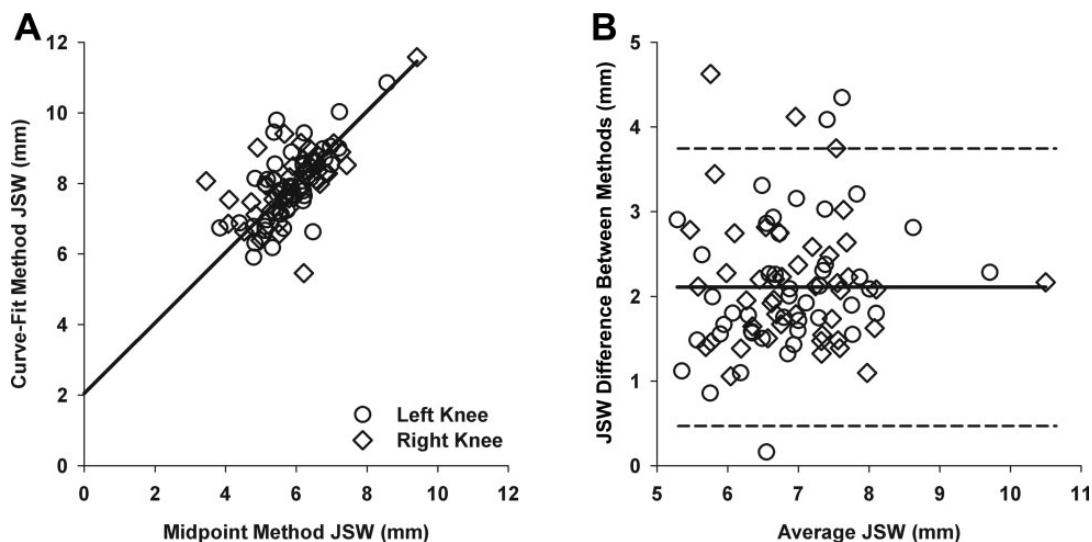 A
Curve-Fit Method JSW (mm)
12
10
8
6
4
2
0
0 2 4 6 8 10 12
Midpoint Method JSW (mm)
Left Knee
Right Knee
B
JSW Difference Between Methods (mm)
5
4
3
2
1
0
5 6 7 8 9 10 11
Average JSW (mm)